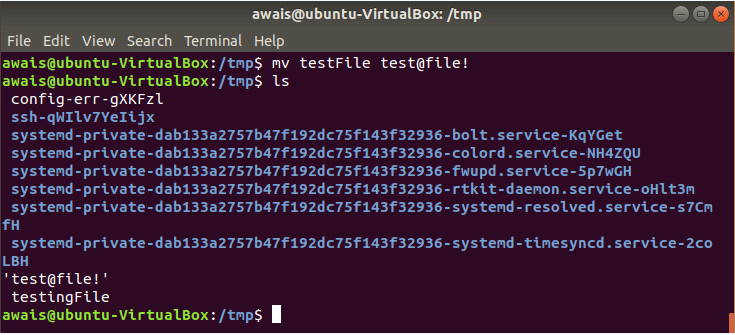 awais@ubuntu-VirtualBox: /tmp
File Edit View Search Terminal Help
awais@ubuntu-VirtualBox:/tmp$ mv testFile test@file!
awais@ubuntu-VirtualBox:/tmp$ ls
config-err-gXKFzl
ssh-qWIlv7YeIijx
systemd-private-dab133a2757b47f192dc75f143f32936-bolt.service-KqYGet
systemd-private-dab133a2757b47f192dc75f143f32936-colord.service-NH4ZQU
systemd-private-dab133a2757b47f192dc75f143f32936-fwupd.service-5p7wGH
systemd-private-dab133a2757b47f192dc75f143f32936-rtkit-daemon.service-oHlt3m
systemd-private-dab133a2757b47f192dc75f143f32936-systemd-resolved.service-s7Cm
fH
systemd-private-dab133a2757b47f192dc75f143f32936-systemd-timesyncd.service-2co
LBH
'test@file!'
testingFile
awais@ubuntu-VirtualBox:/tmp$